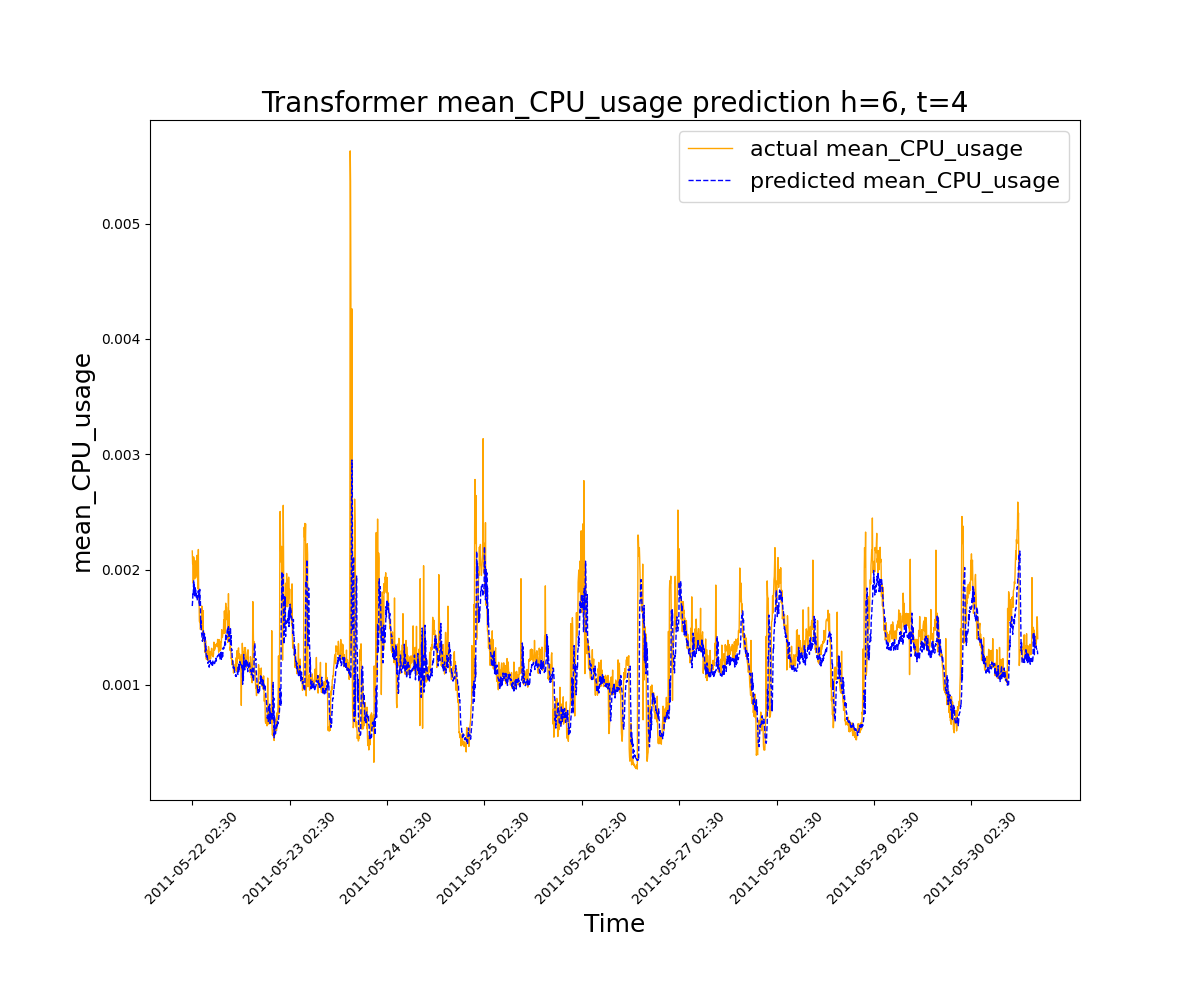 Transformer mean_CPU_usage prediction h=6, t=4
actual mean_CPU_usage
predicted mean_CPU_usage
0.005
0.004
0.003
0.002
0.001
mean_CPU_usage
2011-05-22 02:30
2011-05-23 02:30
2011-05-24 02:30
2011-05-25 02:30
2011-05-26 02:30
2011-05-27 02:30
2011-05-28 02:30
2011-05-29 02:30
2011-05-30 02:30
Time